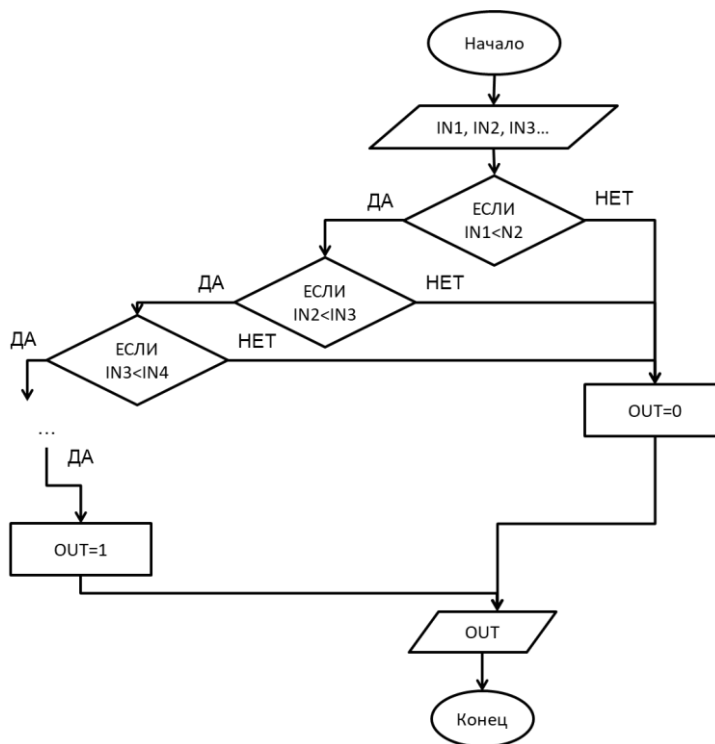 Начало
IN1, IN2, IN3...
ДА
НЕТ
ЕСЛИ
IN1<N2
ДА
НЕТ
ЕСЛИ
IN2<IN3
ДА
НЕТ
ЕСЛИ
IN3<IN4
OUT=0
...
ДА
OUT=1
OUT
Конец